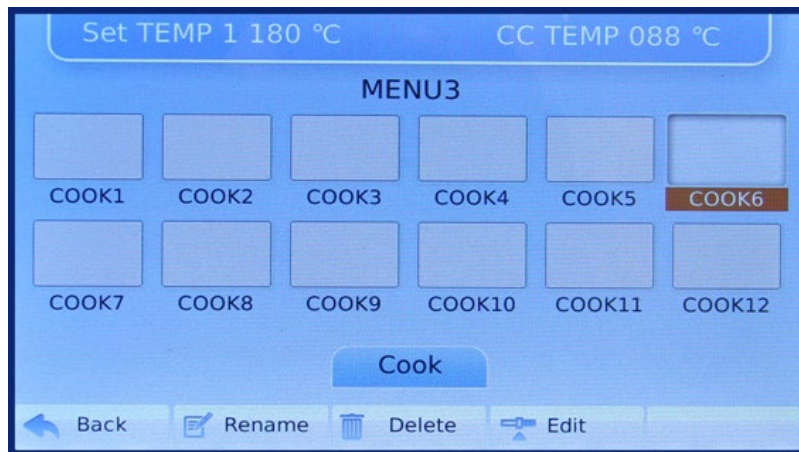 Set TEMP 1 180 ℃ CC TEMP 088 ℃
MENU3
COOK1 COOK2 COOK3 COOK4 COOK5 COOK6
COOK7 COOK8 COOK9 COOK10 COOK11 COOK12
Cook
Back Rename Delete Edit